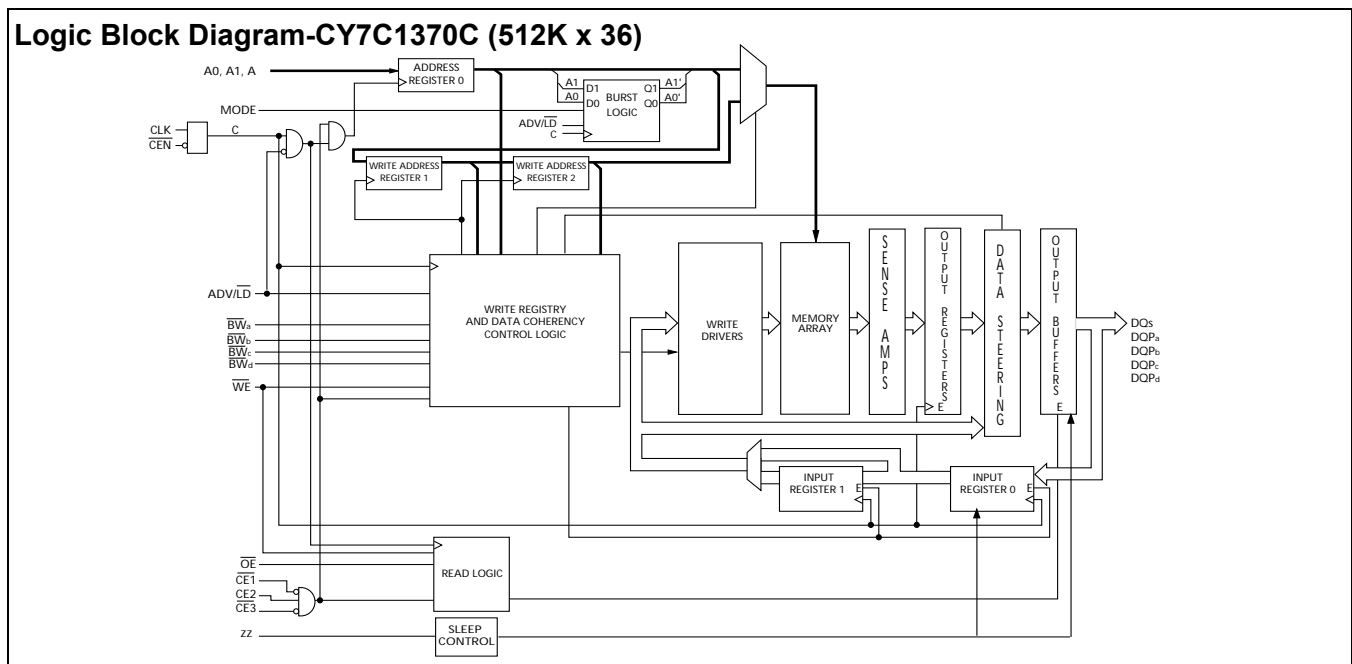 Logic Block Diagram-CY7C1370C (512K x 36)
A0, A1, A
ADDRESS
REGISTER 0
A1
A0
D1
D0
BURST
LOGIC
Q1
Q0
A1'
A0'
MODE
ADV/LD
C
CLK
CEN
C
WRITE ADDRESS
REGISTER 1
WRITE ADDRESS
REGISTER 2
ADV/LD
BWa
BWb
BWc
BWd
WE
WRITE REGISTRY
AND DATA COHERENCY
CONTROL LOGIC
WRITE
DRIVERS
MEMORY
ARRAY
SENSE AMPS
OUTPUT REGISTERS
E
DATA STEERING
OUTPUT BUFFERS
E
DQs
DQPa
DQPb
DQPc
DQPd
INPUT
REGISTER 1
E
INPUT
REGISTER 0
E
OE
CE1
CE2
CE3
READ LOGIC
ZZ
SLEEP
CONTROL